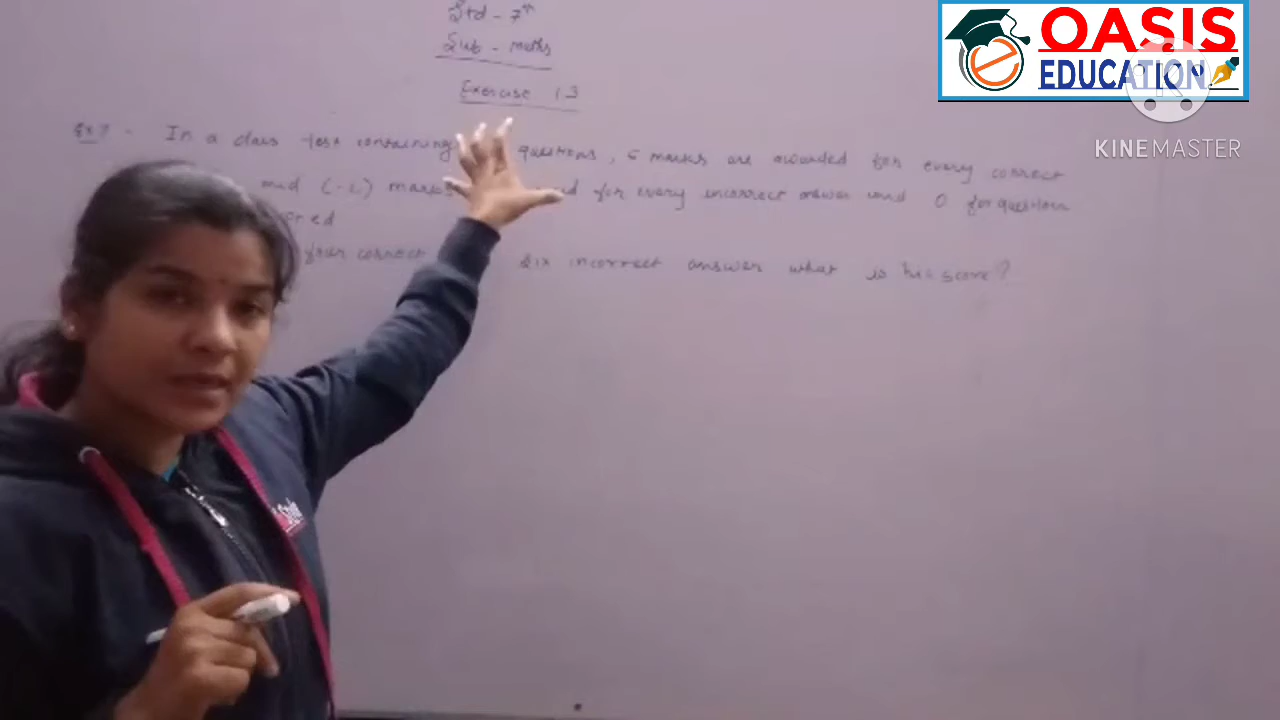 Std - 7th
Sub - maths
Exercise 1.3
Ex 7 - In a class test containing questions, 5 marks are awarded for every correct
and (-2) marks for every incorrect answer and 0 for question
four correct six incorrect answer what is his score?
OASIS
EDUCATION
KINEMASTER